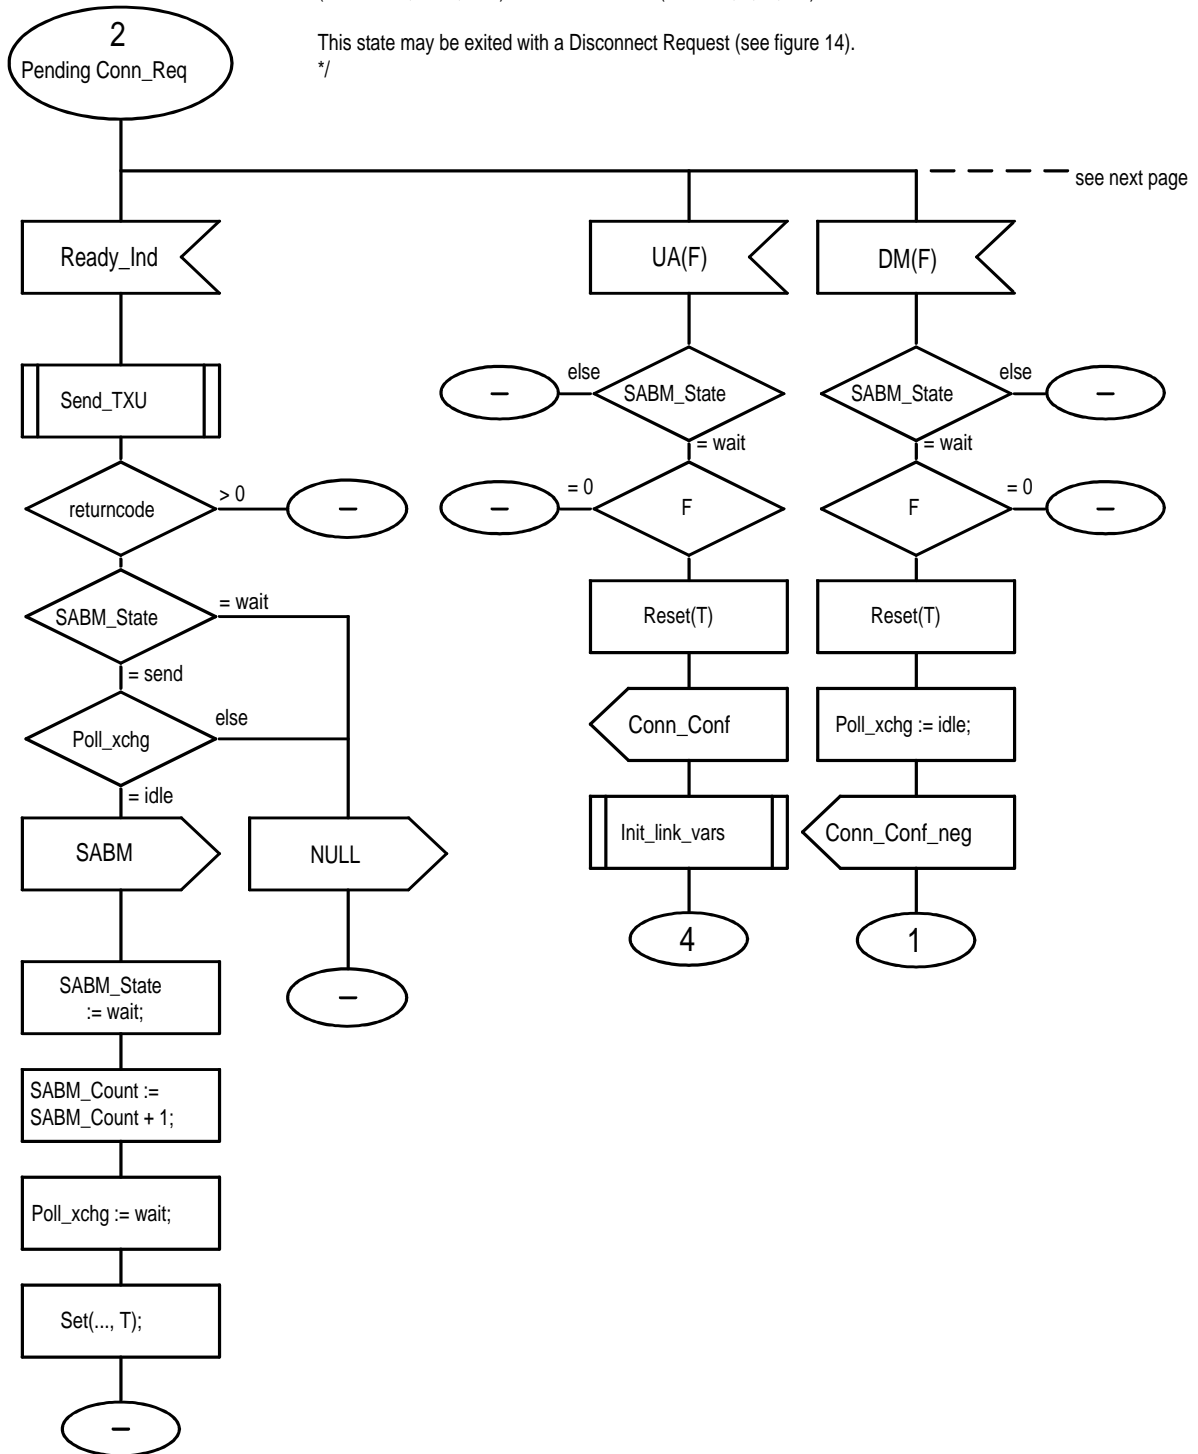 2
Pending Conn_Req
This state may be exited with a Disconnect Request (see figure 14).
*/
see next page
Ready_Ind
UA(F)
DM(F)
Send_TXU
else
SABM_State
–
= wait
SABM_State
else
–
= wait
returncode
> 0
–
= 0
F
–
F
= 0
–
SABM_State
= wait
= send
Reset(T)
Reset(T)
Poll_xchg
else
= idle
Conn_Conf
Poll_xchg := idle;
SABM
NULL
Init_link_vars
Conn_Conf_neg
4
1
SABM_State
:= wait;
–
SABM_Count :=
SABM_Count + 1;
Poll_xchg := wait;
Set(..., T);
–